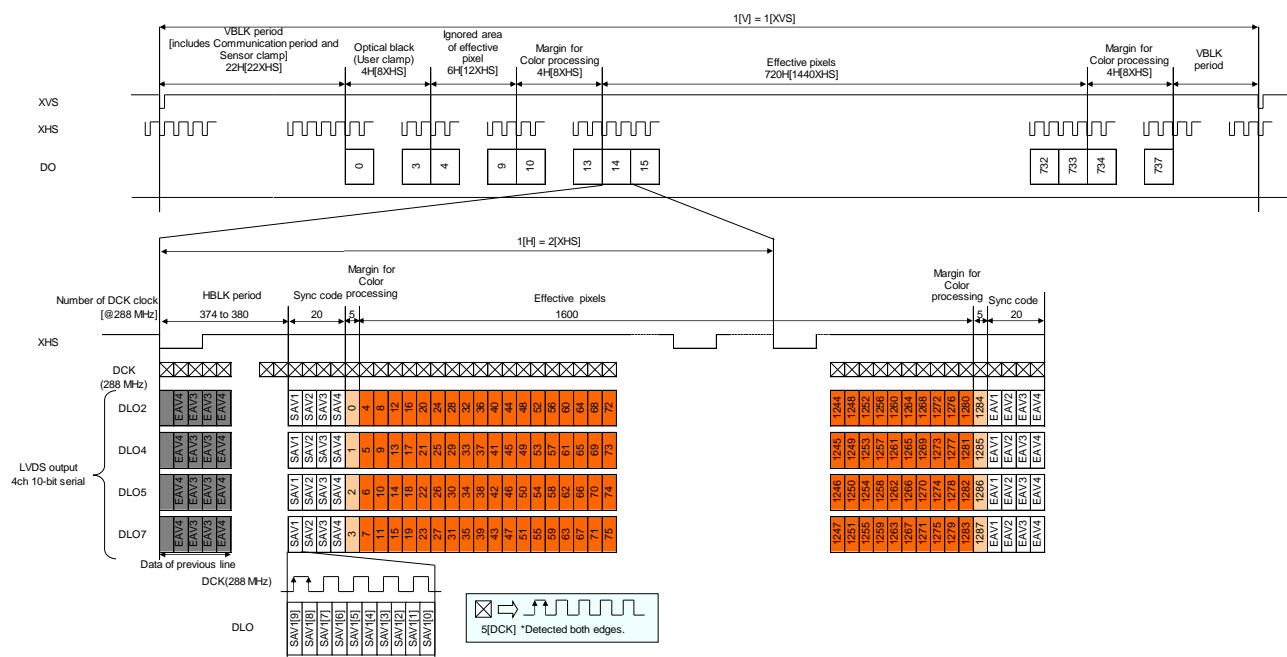 1[V] = 1[XVS]
VBLK period
[includes Communication period and
Sensor clamp]
22H[22XHS]
Optical black
(User clamp)
4H[8XHS]
Ignored area
of effective
pixel
6H[12XHS]
Margin for
Color processing
4H[8XHS]
Effective pixels
720H[1440XHS]
Margin for
Color processing
4H[8XHS]
VBLK
period
XVS
XHS
DO
0 3 4 9 10 13 14 15 732 733 734 737
1[H] = 2[XHS]
Number of DCK clock
[@288 MHz]
HBLK period
374 to 380
Sync code
20
Margin for
Color
processing
5
Effective pixels
1600
Margin for
Color
processing
5
Sync code
20
XHS
DCK
(288 MHz)
LVDS output
4ch 10-bit serial
DLO2
EAV4 EAV3 EAV3 EAV4 SAV1 SAV2 SAV3 SAV4 0 4 8 12 16 20 24 28 32 36 40 44 48 52 56 60 64 68 72 1244 1248 1252 1256 1260 1264 1268 1272 1276 1280 1284 EAV1 EAV2 EAV3 EAV4
DLO4
EAV4 EAV3 EAV3 EAV4 SAV1 SAV2 SAV3 SAV4 1 5 9 13 17 21 25 29 33 37 41 45 49 53 57 61 65 69 73 1245 1249 1253 1257 1261 1265 1269 1273 1277 1281 1285 EAV1 EAV2 EAV3 EAV4
DLO5
EAV4 EAV3 EAV3 EAV4 SAV1 SAV2 SAV3 SAV4 2 6 10 14 18 22 26 30 34 38 42 46 50 54 58 62 66 70 74 1246 1250 1254 1258 1262 1266 1270 1274 1278 1282 1286 EAV1 EAV2 EAV3 EAV4
DLO7
EAV4 EAV3 EAV3 EAV4 SAV1 SAV2 SAV3 SAV4 3 7 11 15 19 23 27 31 35 39 43 47 51 55 59 63 67 71 75 1247 1251 1255 1259 1263 1267 1271 1275 1279 1283 1287 EAV1 EAV2 EAV3 EAV4
Data of previous line
DCK(288 MHz)
DLO
SAV1[9] SAV1[8] SAV1[7] SAV1[6] SAV1[5] SAV1[4] SAV1[3] SAV1[2] SAV1[1] SAV1[0]
5[DCK] *Detected both edges.